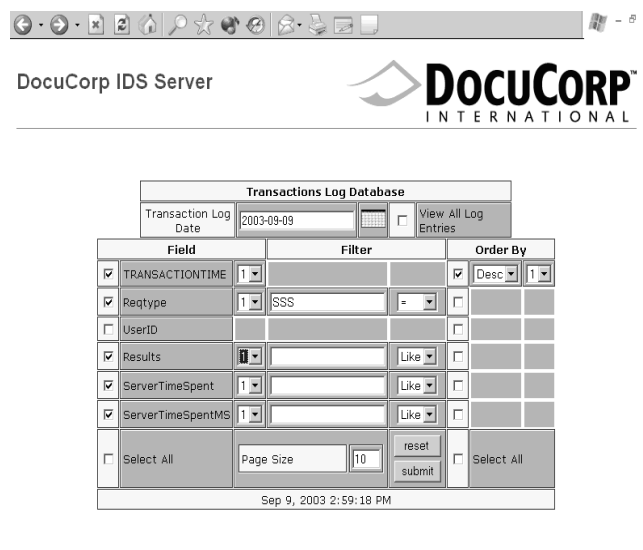 DocuCorp IDS Server
DOCUCORP™
INTERNATIONAL
Transactions Log Database
Transaction Log Date 2003-09-09 View All Log Entries
Field Filter Order By
TRANSACTIONTIME 1 Desc 1
Reqtype 1 SSS =
UserID
Results 1 Like
ServerTimeSpent 1 Like
ServerTimeSpentMS 1 Like
Select All Page Size 10 reset submit Select All
Sep 9, 2003 2:59:18 PM